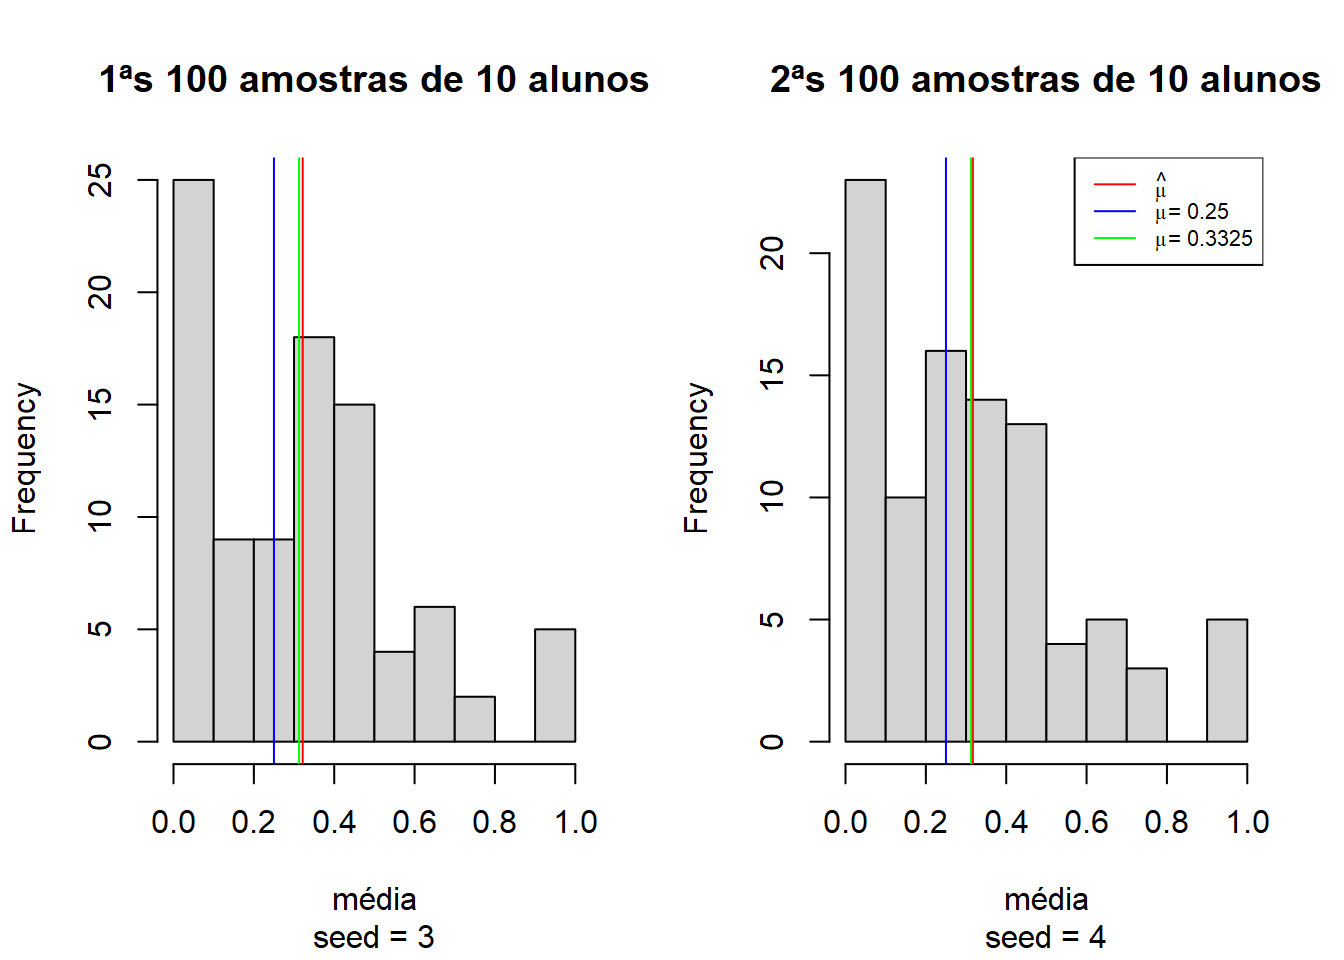 1ªs 100 amostras de 10 alunos
Frequency
0
5
10
15
20
25
0.0 0.2 0.4 0.6 0.8 1.0
média
seed = 3
2ªs 100 amostras de 10 alunos
Frequency
0
5
10
15
20
0.0 0.2 0.4 0.6 0.8 1.0
média
seed = 4
μ̂
μ = 0.25
μ = 0.3325